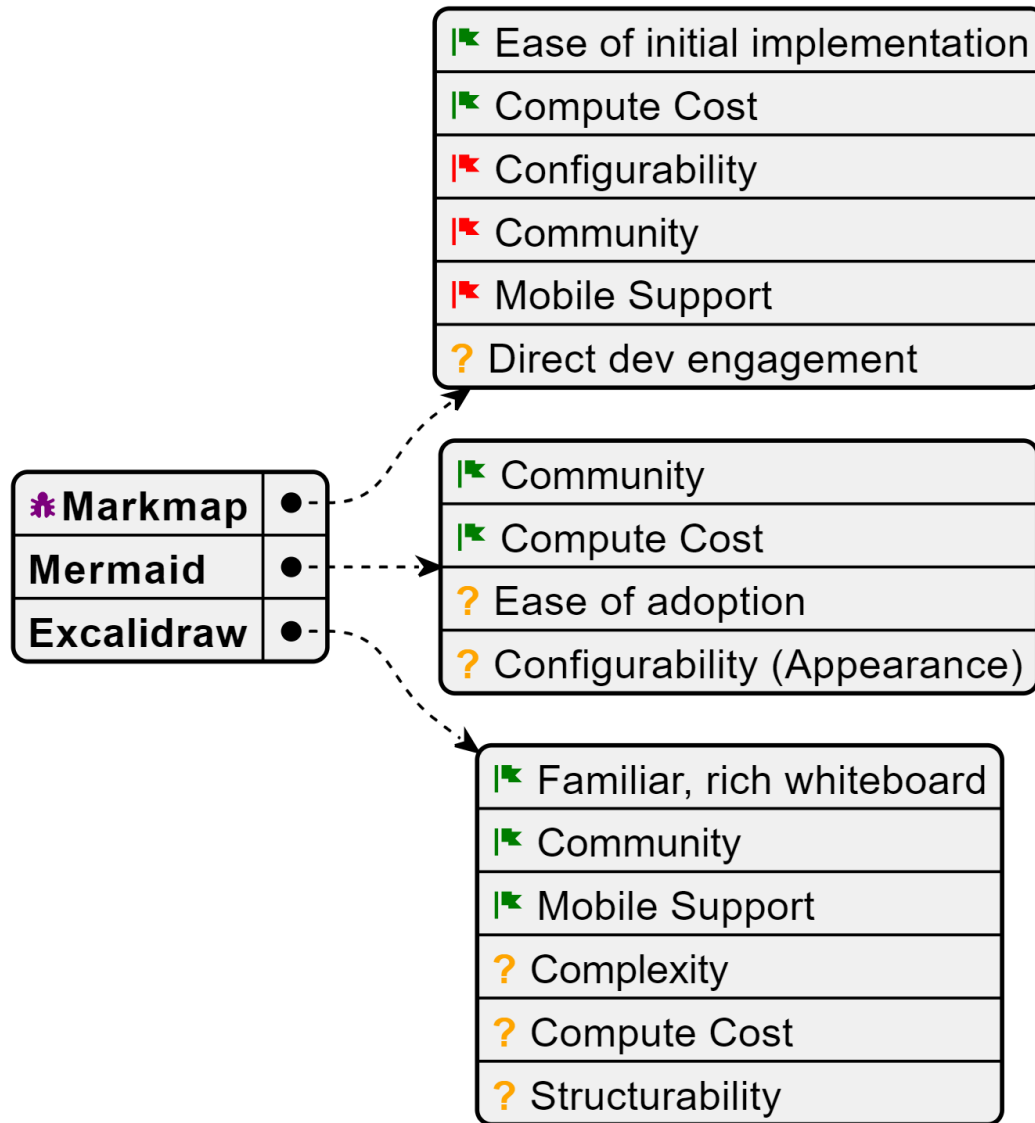 Ease of initial implementation
Compute Cost
Configurability
Community
Mobile Support
? Direct dev engagement
Markmap
Mermaid
Excalidraw
Community
Compute Cost
? Ease of adoption
? Configurability (Appearance)
Familiar, rich whiteboard
Community
Mobile Support
? Complexity
? Compute Cost
? Structurability